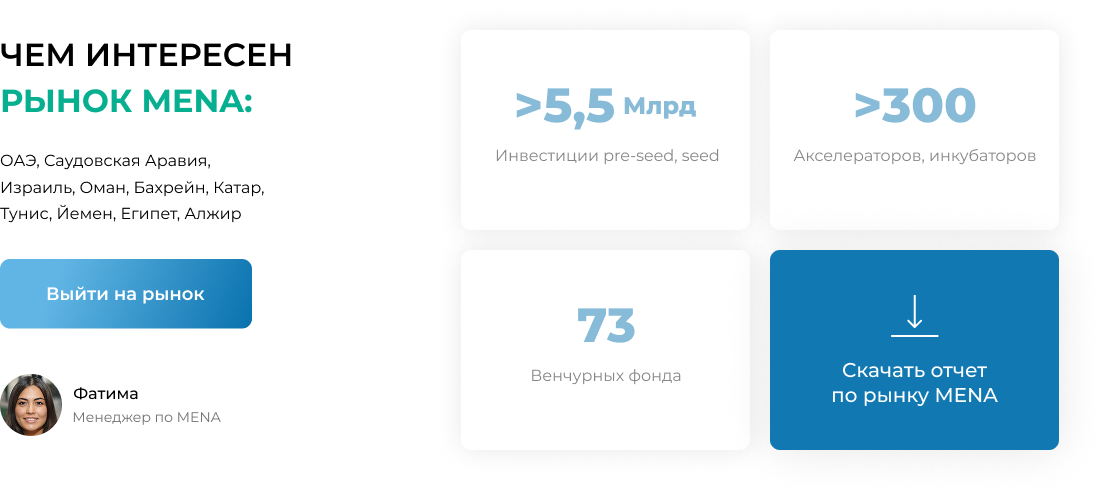 ЧЕМ ИНТЕРЕСЕН
РЫНОК MENA:
ОАЭ, Саудовская Аравия,
Израиль, Оман, Бахрейн, Катар,
Тунис, Йемен, Египет, Алжир
Выйти на рынок
Фатима
Менеджер по MENA
>5,5 Млрд
Инвестиции pre-seed, seed
>300
Акселераторов, инкубаторов
73
Венчурных фонда
Скачать отчет
по рынку MENA